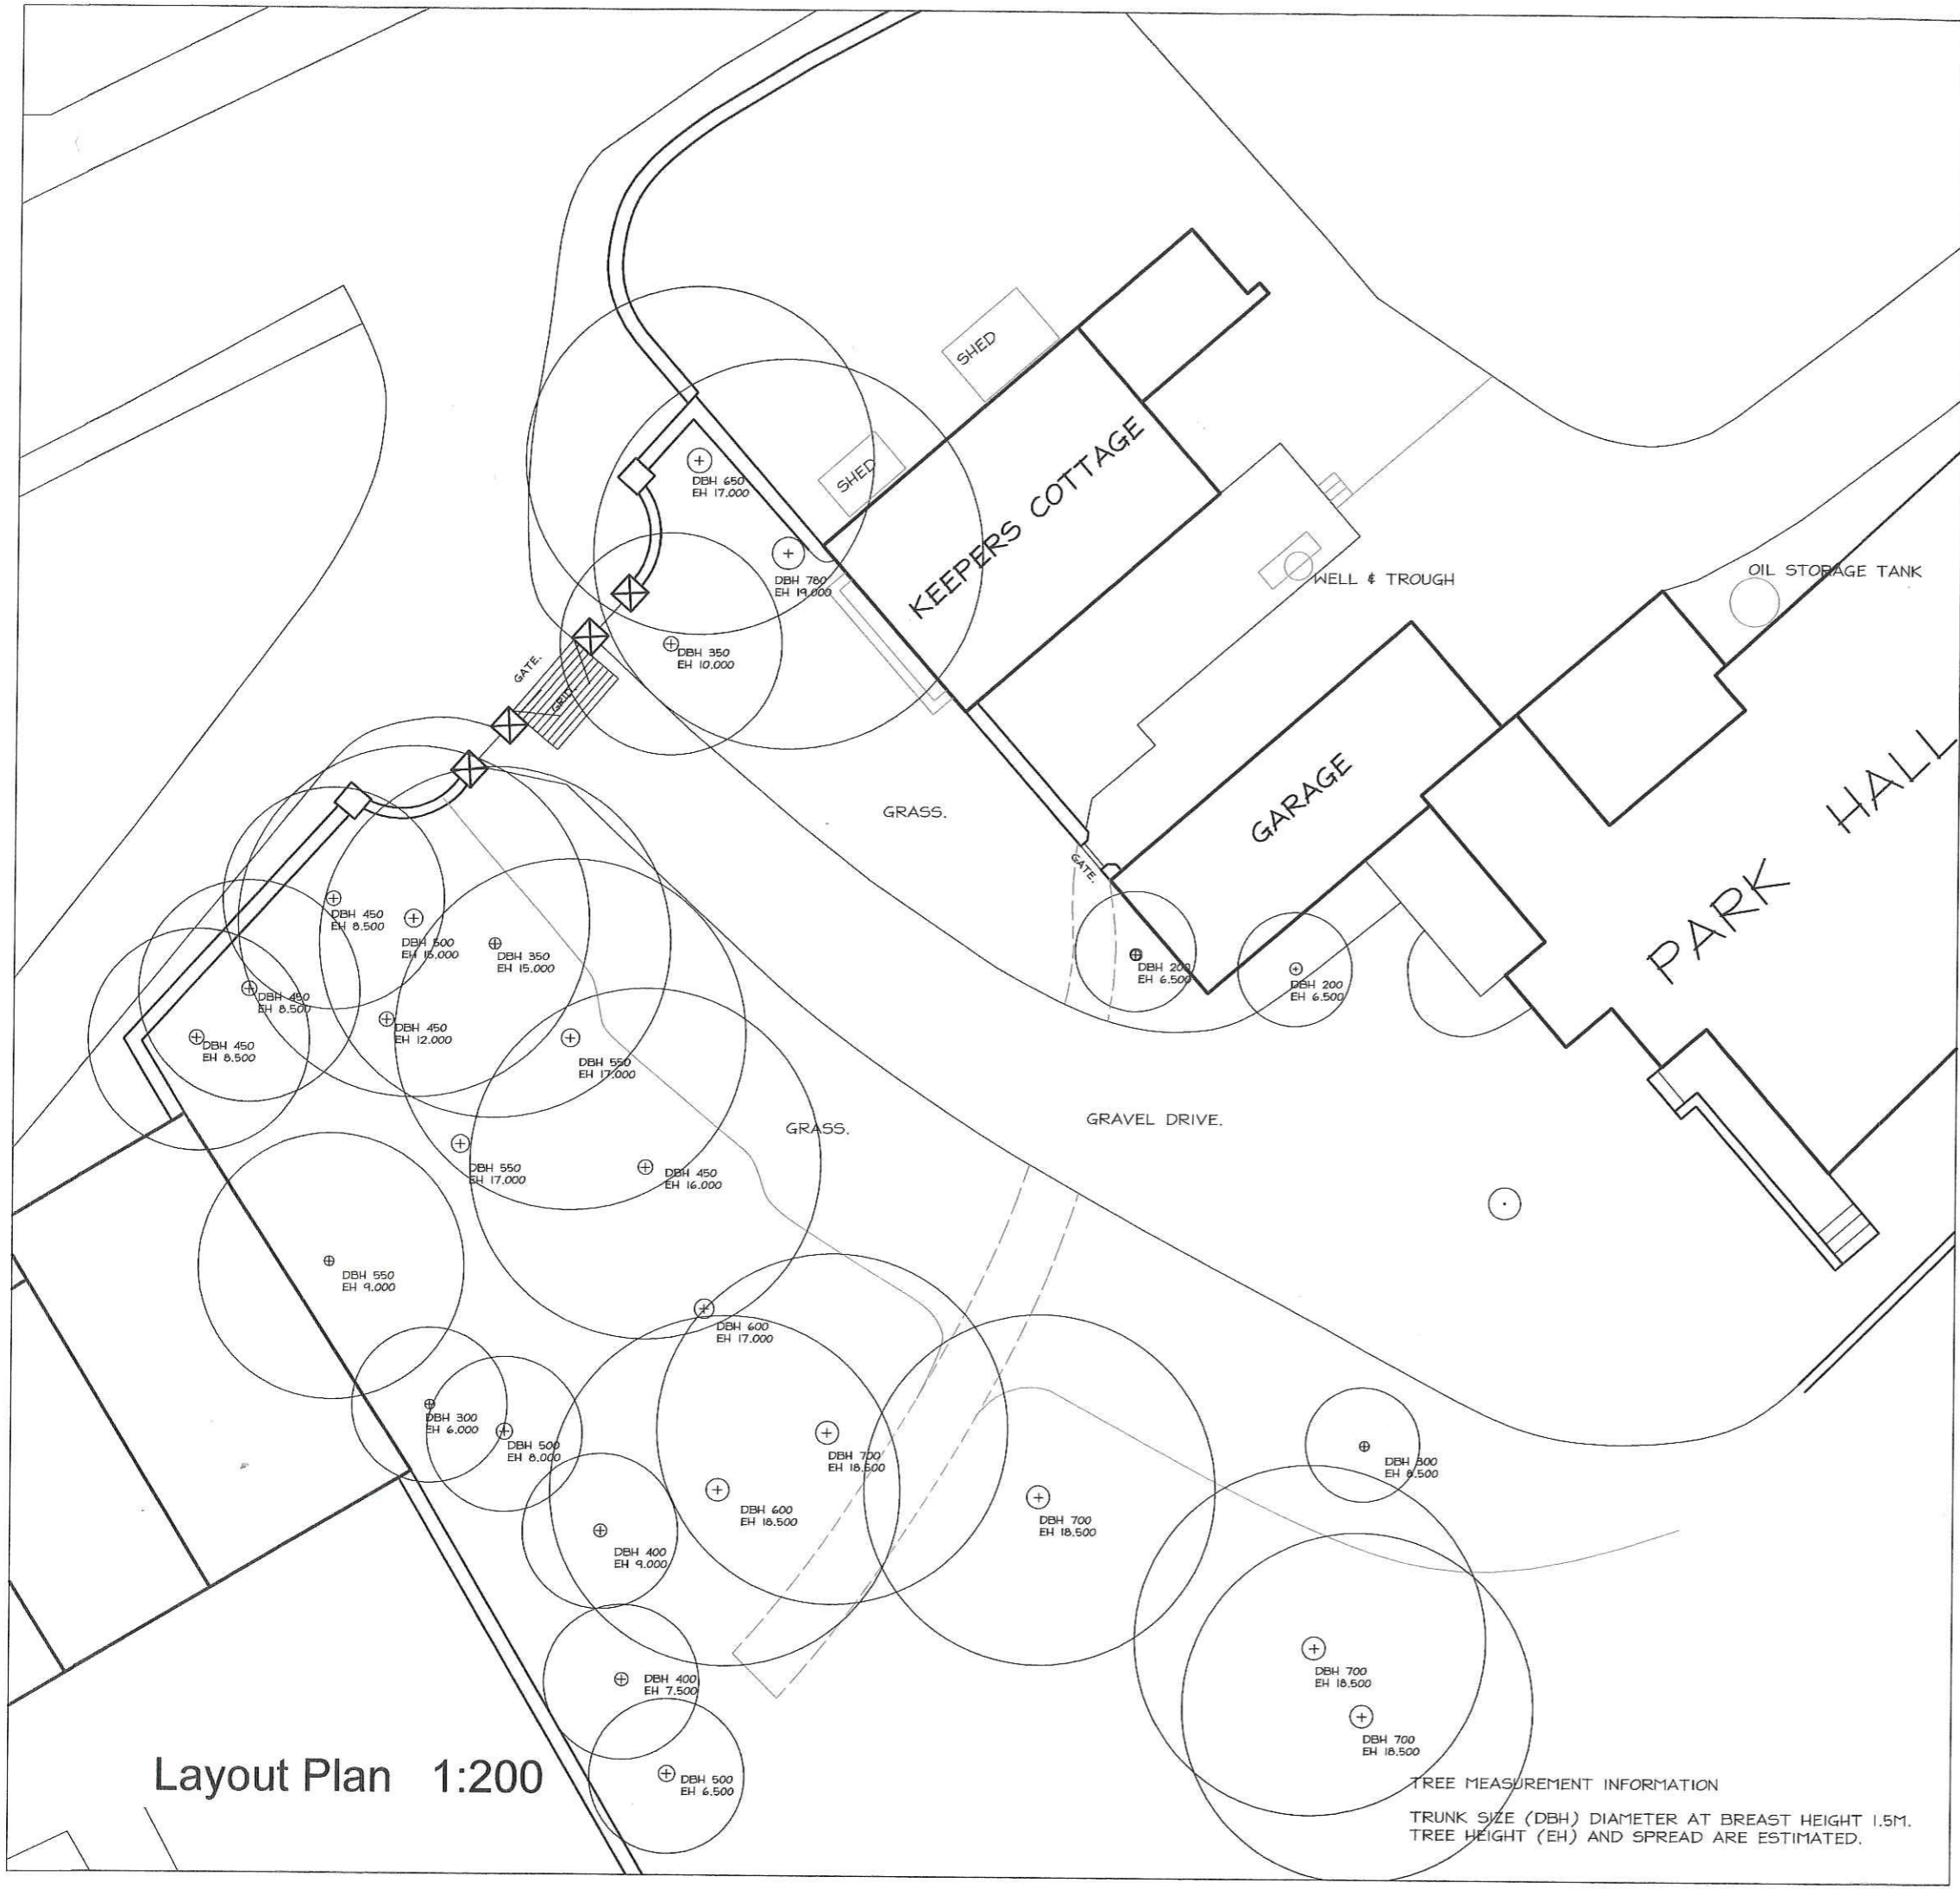 SHED
SHED
KEEPERS COTTAGE
DBH 650
EH 17.000
DBH 780
EH 19.000
DBH 350
EH 10.000
WELL & TROUGH
OIL STORAGE TANK
GATE.
GRID.
GRASS.
GARAGE
GATE.
PARK HALL
DBH 450
EH 8.500
DBH 500
EH 15.000
DBH 350
EH 15.000
DBH 200
EH 6.500
DBH 200
EH 6.500
DBH 450
EH 8.500
DBH 450
EH 8.500
DBH 450
EH 12.000
DBH 550
EH 17.000
GRASS.
GRAVEL DRIVE.
DBH 550
EH 17.000
DBH 450
EH 16.000
DBH 550
EH 9.000
DBH 600
EH 17.000
DBH 300
EH 6.000
DBH 500
EH 8.000
DBH 700
EH 18.500
DBH 300
EH 8.500
DBH 600
EH 18.500
DBH 700
EH 18.500
DBH 400
EH 9.000
DBH 400
EH 7.500
DBH 700
EH 18.500
DBH 700
EH 18.500
DBH 500
EH 6.500
Layout Plan 1:200
TREE MEASUREMENT INFORMATION
TRUNK SIZE (DBH) DIAMETER AT BREAST HEIGHT 1.5M.
TREE HEIGHT (EH) AND SPREAD ARE ESTIMATED.